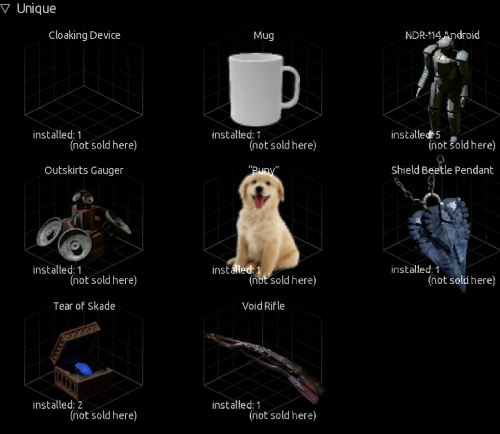 ▽ Unique
Cloaking Device
installed: 1
(not sold here)
Mug
installed: 1
(not sold here)
NDR-114 Android
installed: 5
(not sold here)
Outskirts Gauger
installed: 1
(not sold here)
"Puny"
installed: 1
(not sold here)
Shield Beetle Pendant
installed: 1
(not sold here)
Tear of Skade
installed: 2
(not sold here)
Void Rifle
installed: 1
(not sold here)